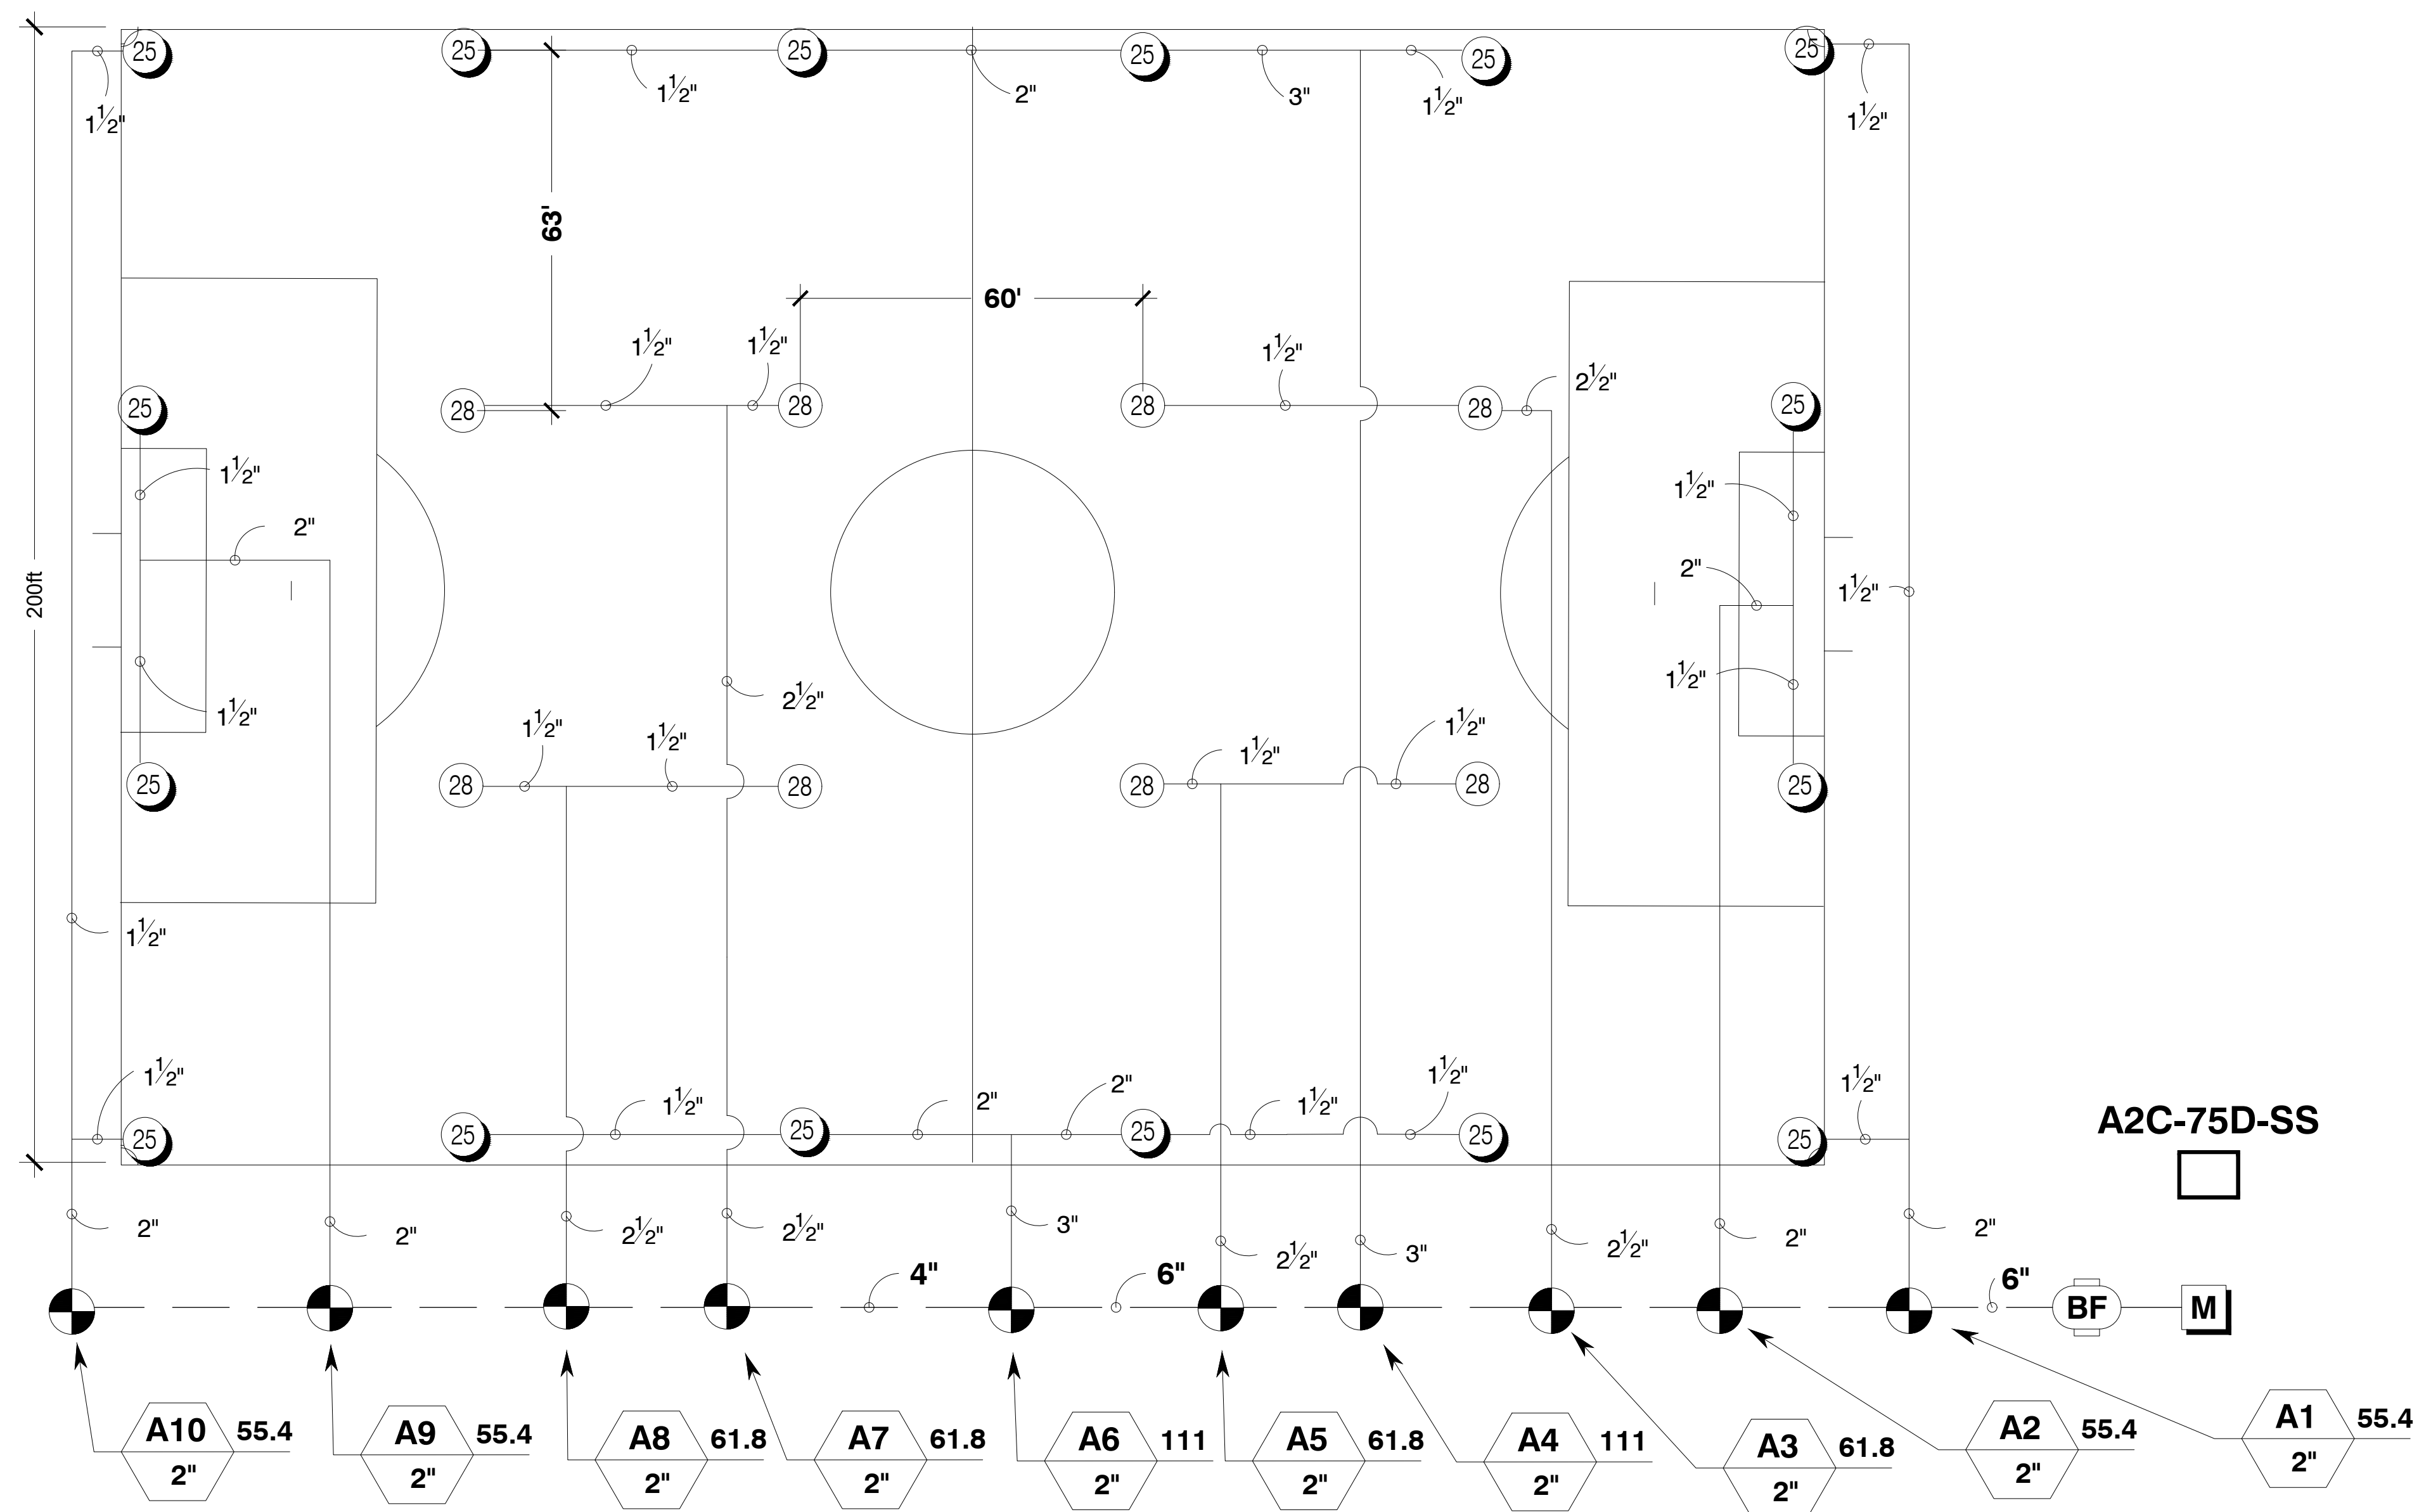 25 25 25 25 25 25
1½" 1½" 2" 3" 1½" 1½"
63'
60'
1½" 1½" 1½" 2½"
28 28 28 28
25 25
1½" 1½"
2" 2"
200ft
1½"
1½" 1½"
2½"
1½" 1½" 1½" 1½"
28 28 28 28
25 25
1½"
1½" 1½" 2" 2" 1½" 1½" 1½"
25 25 25 25 25 25
A2C-75D-SS
2" 2" 2½" 2½" 3" 2½" 3" 2½" 2" 2"
4" 6" 6"
BF M
A10 55.4
2"
A9 55.4
2"
A8 61.8
2"
A7 61.8
2"
A6 111
2"
A5 61.8
2"
A4 111
2"
A3 61.8
2"
A2 55.4
2"
A1 55.4
2"